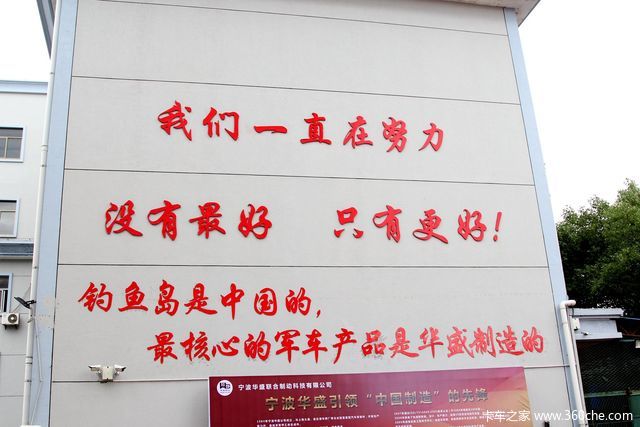 我们一直在努力
没有最好 只有更好!
钓鱼岛是中国的,
最核心的军车产品是华盛制造的
宁波华盛联合制动科技有限公司
宁波华盛引领“中国制造”的先锋
卡车之家 www.360che.com